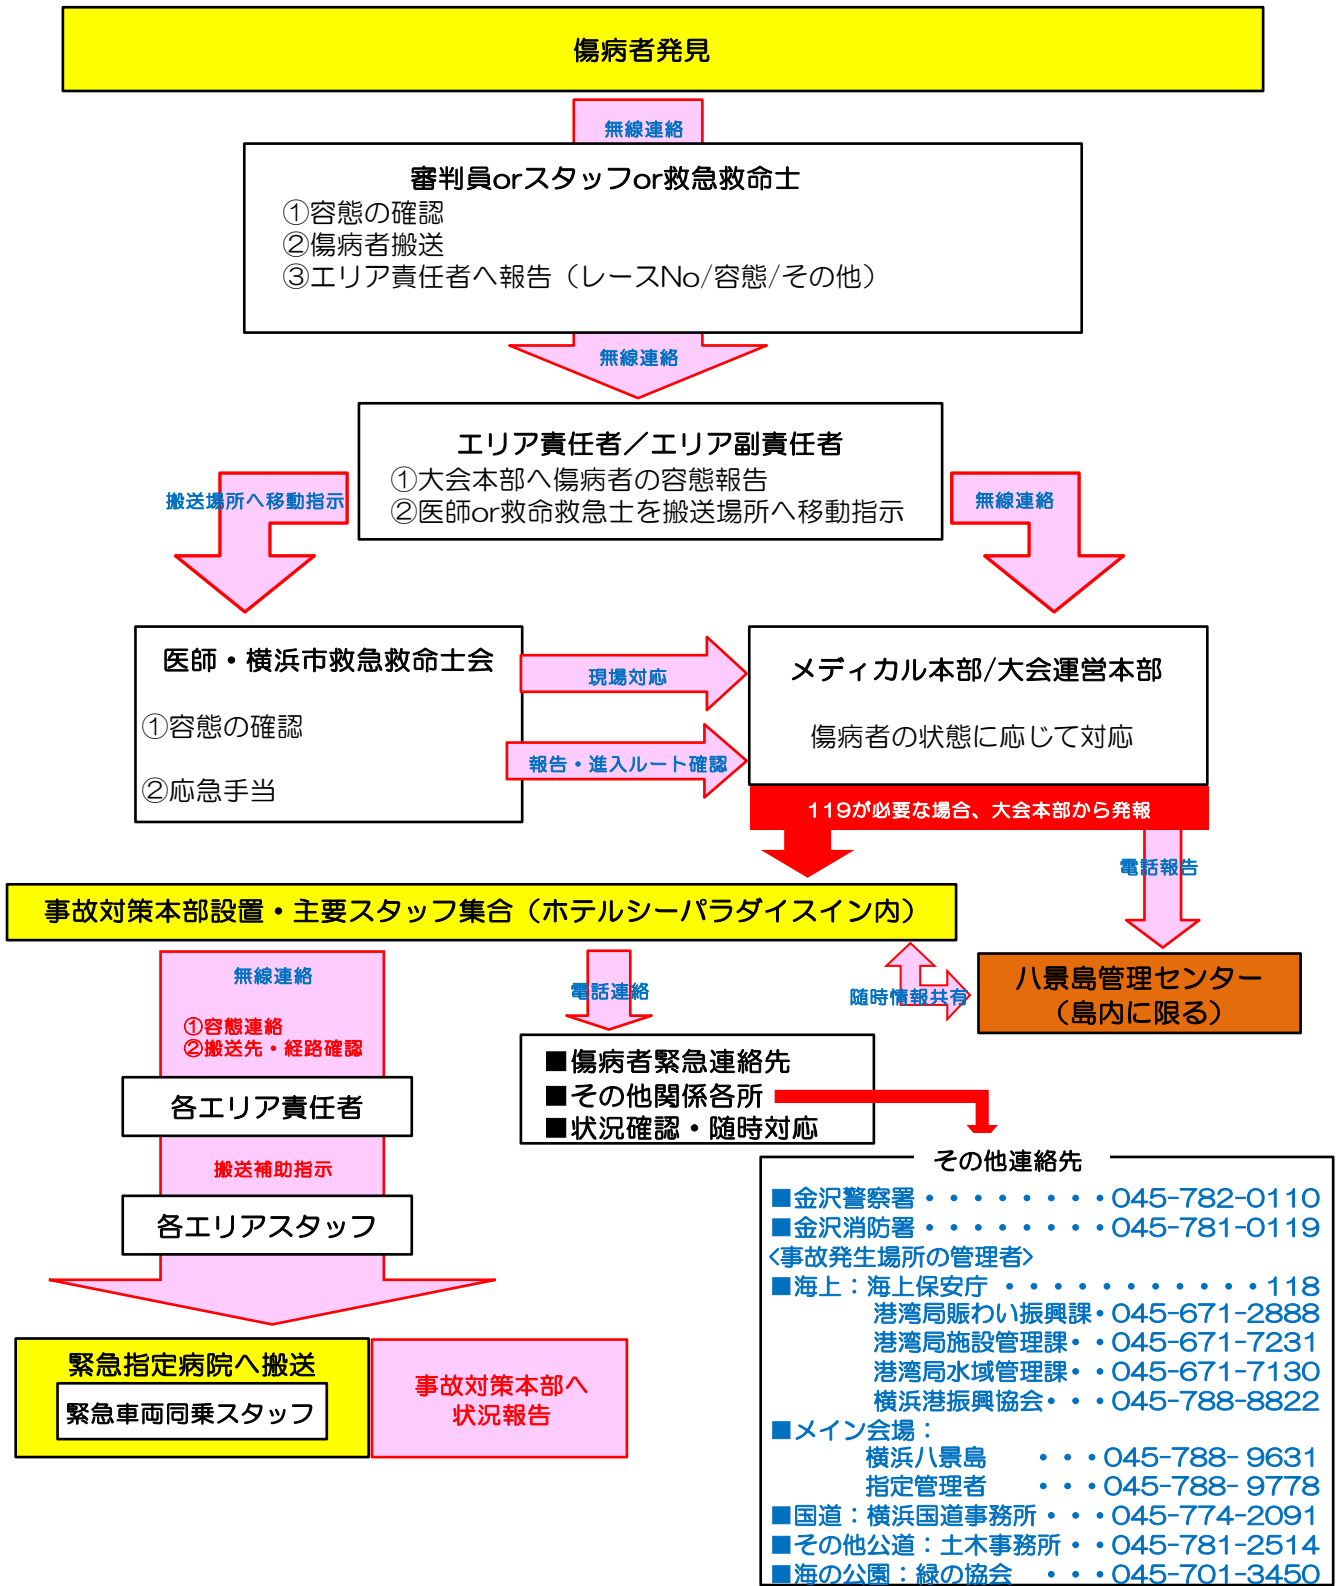 傷病者発見
無線連絡
審判員orスタッフor救急救命士
①容態の確認
②傷病者搬送
③エリア責任者へ報告（レースNo/容態/その他）
無線連絡
エリア責任者／エリア副責任者
①大会本部へ傷病者の容態報告
②医師or救命救急士を搬送場所へ移動指示
搬送場所へ移動指示
無線連絡
医師・横浜市救急救命士会
①容態の確認
②応急手当
現場対応
報告・進入ルート確認
メディカル本部/大会運営本部
傷病者の状態に応じて対応
119が必要な場合、大会本部から発報
電話報告
事故対策本部設置・主要スタッフ集合（ホテルシーパラダイスイン内）
無線連絡
①容態連絡
②搬送先・経路確認
電話連絡
随時情報共有
八景島管理センター
（島内に限る）
各エリア責任者
搬送補助指示
各エリアスタッフ
■傷病者緊急連絡先
■その他関係各所
■状況確認・随時対応
緊急指定病院へ搬送
緊急車両同乗スタッフ
事故対策本部へ
状況報告
その他連絡先
■金沢警察署・・・・・・・・045-782-0110
■金沢消防署・・・・・・・・045-781-0119
<事故発生場所の管理者>
■海上：海上保安庁 ・・・・・・・・・・・118
港湾局賑わい振興課・045-671-2888
港湾局施設管理課・・045-671-7231
港湾局水域管理課・・045-671-7130
横浜港振興協会・・・045-788-8822
■メイン会場：
横浜八景島　・・・045-788- 9631
指定管理者　・・・045-788- 9778
■国道：横浜国道事務所・・・045-774-2091
■その他公道：土木事務所・・045-781-2514
■海の公園：緑の協会　・・・045-701-3450